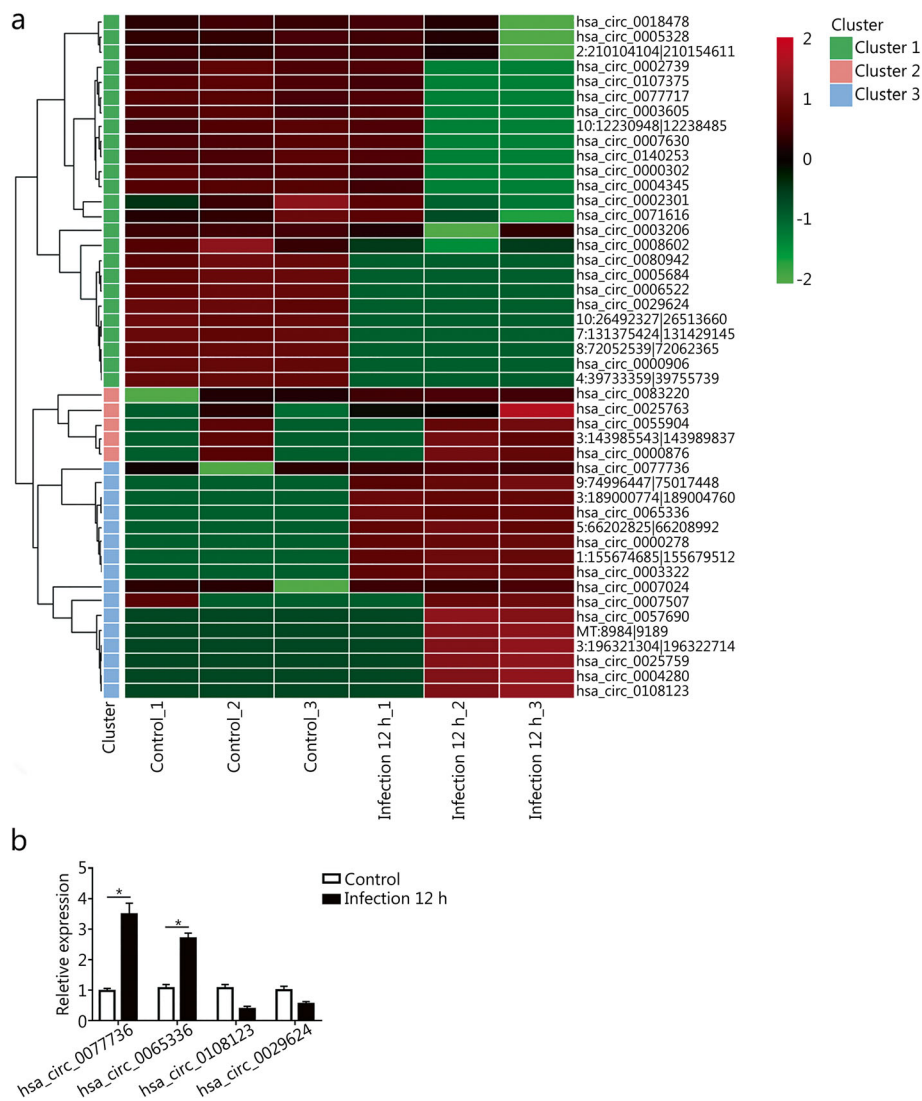 a
hsa_circ_0018478
hsa_circ_0005328
2:210104104|210154611
hsa_circ_0002739
hsa_circ_0107375
hsa_circ_0077717
hsa_circ_0003605
10:12230948|12238485
hsa_circ_0007630
hsa_circ_0140253
hsa_circ_0000302
hsa_circ_0004345
hsa_circ_0002301
hsa_circ_0071616
hsa_circ_0003206
hsa_circ_0008602
hsa_circ_0080942
hsa_circ_0005684
hsa_circ_0006522
hsa_circ_0029624
10:26492327|26513660
7:131375424|131429145
8:72052539|72062365
hsa_circ_0000906
4:39733359|39755739
hsa_circ_0083220
hsa_circ_0025763
hsa_circ_0055904
3:143985543|143989837
hsa_circ_0000876
hsa_circ_0077736
9:74996447|75017448
3:189000774|189004760
hsa_circ_0065336
5:66202825|66208992
hsa_circ_0000278
1:155674685|155679512
hsa_circ_0003322
hsa_circ_0007024
hsa_circ_0007507
hsa_circ_0057690
MT:8984|9189
3:196321304|196322714
hsa_circ_0025759
hsa_circ_0004280
hsa_circ_0108123
2
1
0
-1
-2
Cluster
Cluster 1
Cluster 2
Cluster 3
Cluster
Control_1
Control_2
Control_3
Infection 12 h_1
Infection 12 h_2
Infection 12 h_3
b
Reletive expression
5
4
3
2
1
0
*
*
Control
Infection 12 h
hsa_circ_0077736
hsa_circ_0065336
hsa_circ_0108123
hsa_circ_0029624